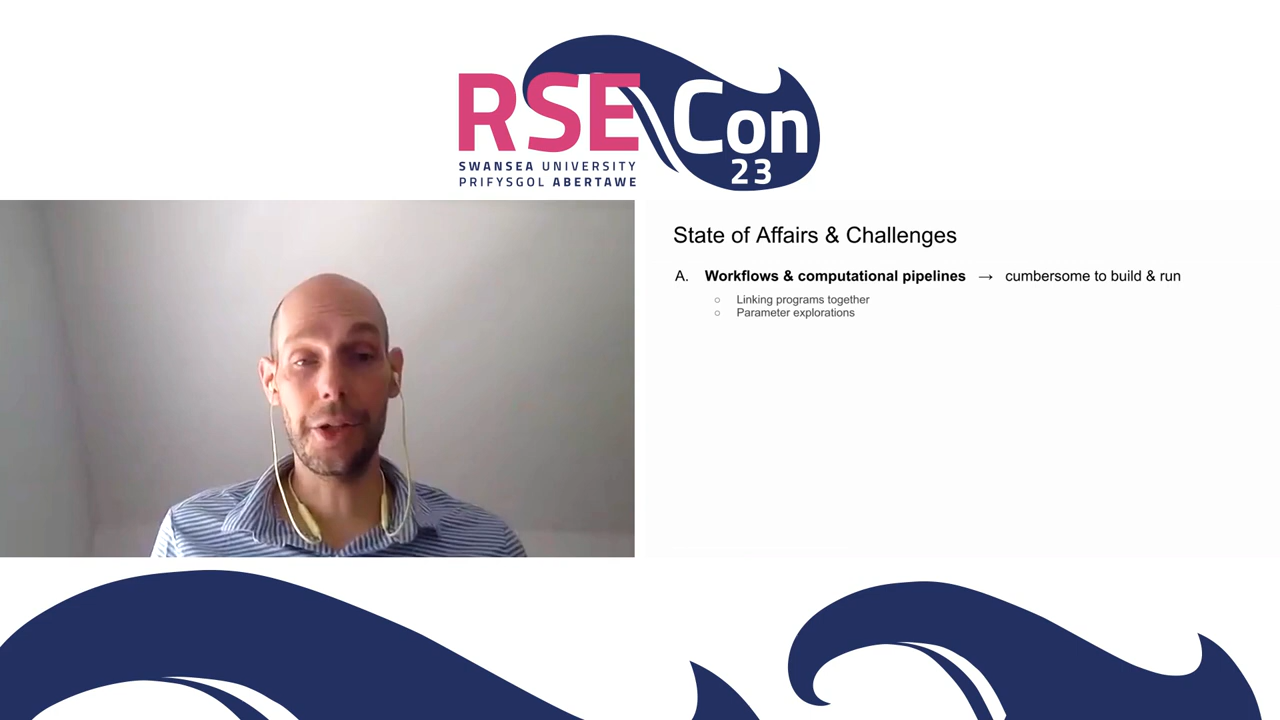 RSE Con
23
SWANSEA UNIVERSITY
PRIFYSGOL ABERTAWE
State of Affairs & Challenges
A. Workflows & computational pipelines → cumbersome to build & run
○ Linking programs together
○ Parameter explorations